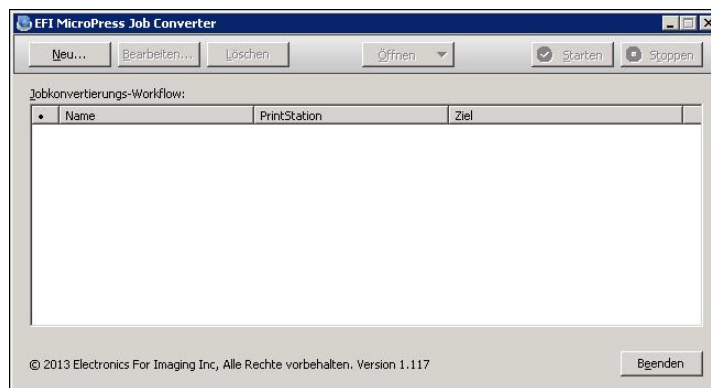 EFI MicroPress Job Converter
Neu... Bearbeiten... Löschen Öffnen Starten Stoppen
Jobkonvertierungs-Workflow:
Name PrintStation Ziel
© 2013 Electronics For Imaging Inc, Alle Rechte vorbehalten. Version 1.117 Beenden